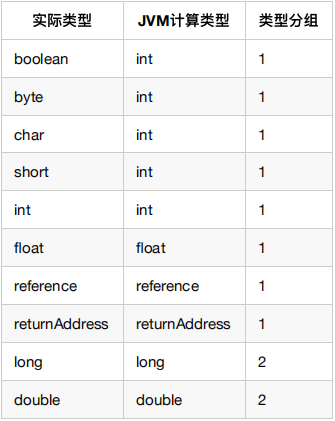 实际类型 JVM计算类型 类型分组
boolean int 1
byte int 1
char int 1
short int 1
int int 1
float float 1
reference reference 1
returnAddress returnAddress 1
long long 2
double double 2